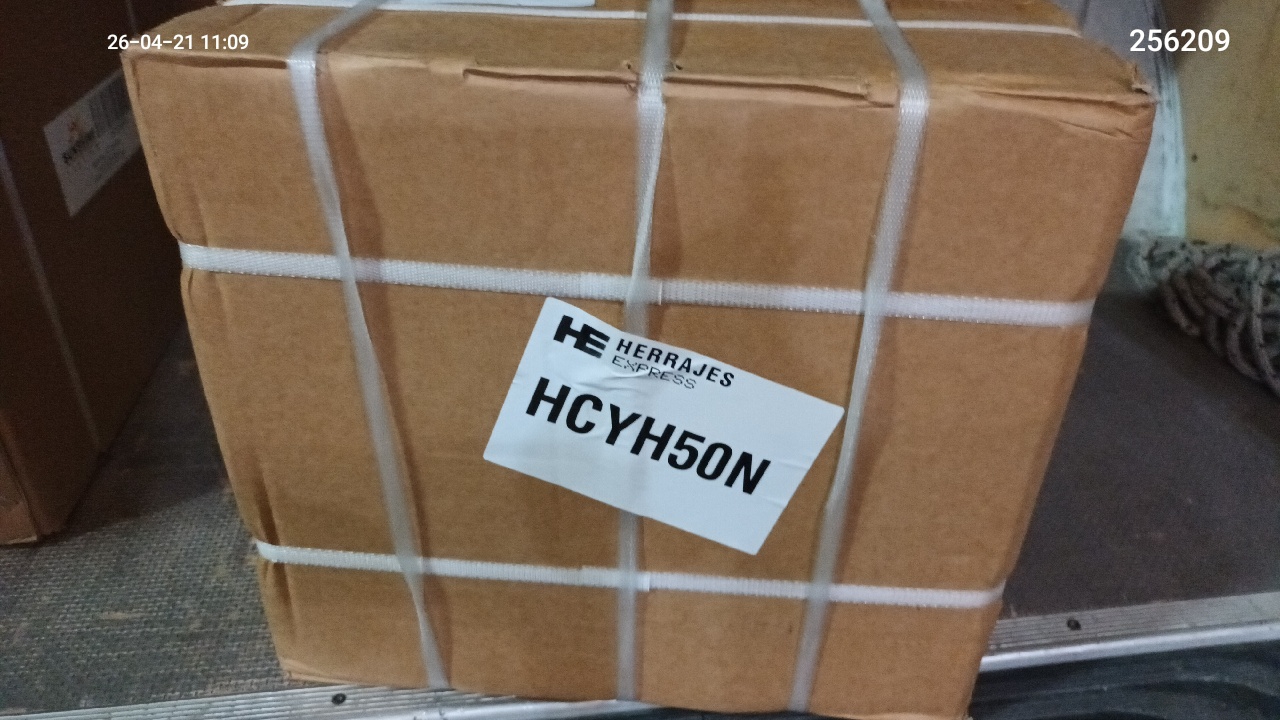 26-04-21 11:09
256209
HE HERRAJES
EXPRESS
HCYH50N